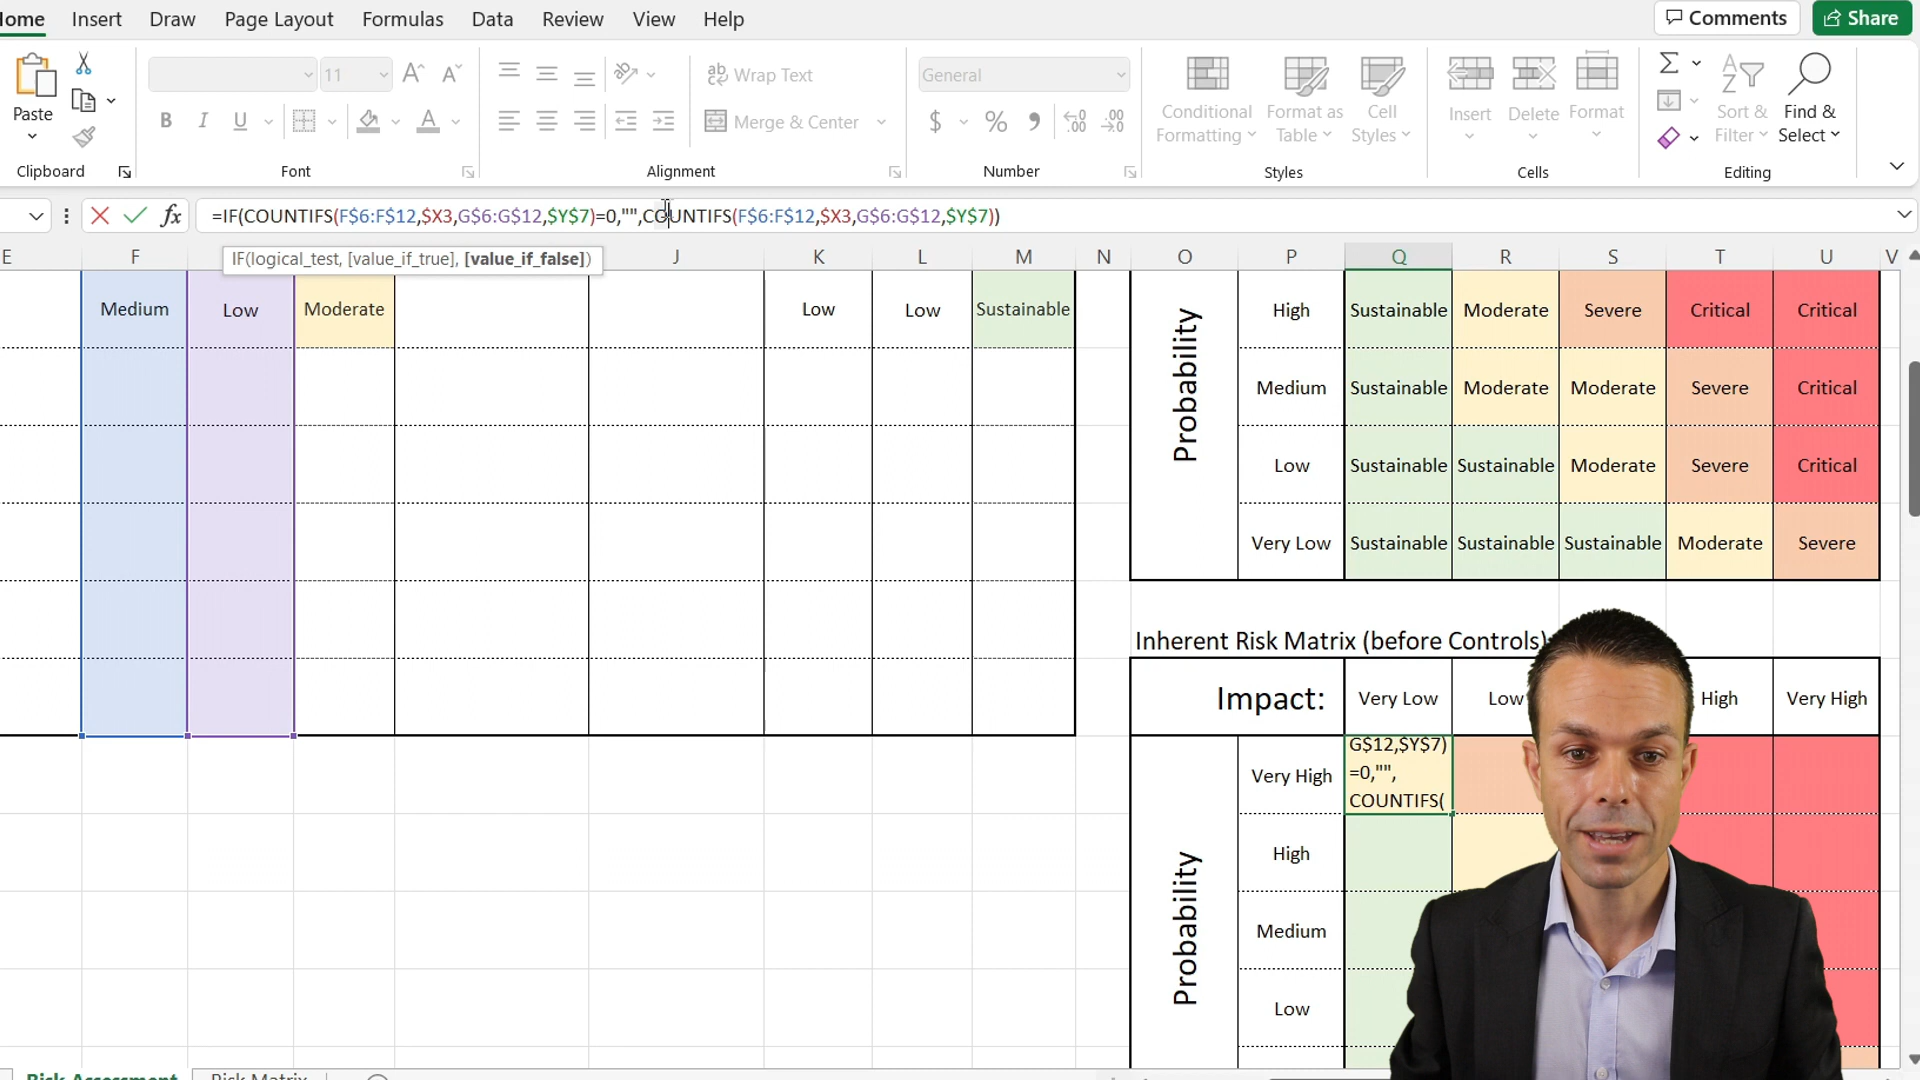 Home Insert Draw Page Layout Formulas Data Review View Help Comments Share
11 Wrap Text General
Paste B I U Merge & Center $ % Conditional Formatting Format as Table Cell Styles Insert Delete Format Sort & Filter Find & Select
Clipboard Font Alignment Number Styles Cells Editing
fx =IF(COUNTIFS(F$6:F$12,$X3,G$6:G$12,$Y$7)=0,"",COUNTIFS(F$6:F$12,$X3,G$6:G$12,$Y$7))
IF(logical_test, [value_if_true], [value_if_false])
E F J K L M N O P Q R S T U V
Medium Low Moderate Low Low Sustainable
Probability
High Sustainable Moderate Severe Critical Critical
Medium Sustainable Moderate Moderate Severe Critical
Low Sustainable Sustainable Moderate Severe Critical
Very Low Sustainable Sustainable Sustainable Moderate Severe
Inherent Risk Matrix (before Controls)
Impact: Very Low Low High Very High
Probability
Very High
G$12,$Y$7)
=0,"",
COUNTIFS(
High
Medium
Low
Risk Assessment Risk Matrix